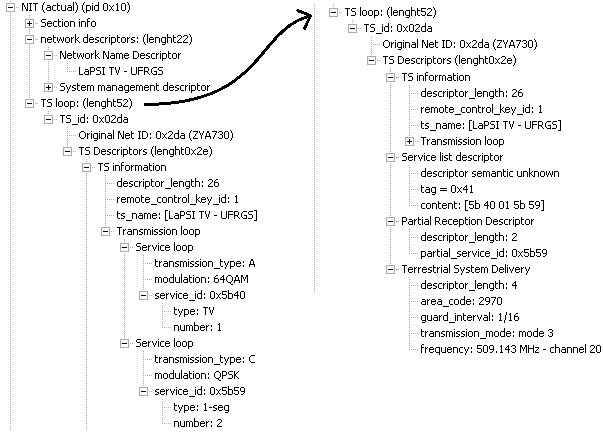 NIT (actual) (pid 0x10)
Section info
network descriptors: (lenght22)
Network Name Descriptor
LaPSI TV - UFRGS
System management descriptor
TS loop: (lenght52)
TS_id: 0x02da
Original Net ID: 0x2da (ZYA730)
TS Descriptors (lenght0x2e)
TS information
descriptor_length: 26
remote_control_key_id: 1
ts_name: [LaPSI TV - UFRGS]
Transmission loop
Service loop
transmission_type: A
modulation: 64QAM
service_id: 0x5b40
type: TV
number: 1
Service loop
transmission_type: C
modulation: QPSK
service_id: 0x5b59
type: 1-seg
number: 2
TS loop: (lenght52)
TS_id: 0x02da
Original Net ID: 0x2da (ZYA730)
TS Descriptors (lenght0x2e)
TS information
descriptor_length: 26
remote_control_key_id: 1
ts_name: [LaPSI TV - UFRGS]
Transmission loop
Service list descriptor
descriptor semantic unknown
tag = 0x41
content: [5b 40 01 5b 59]
Partial Reception Descriptor
descriptor_length: 2
partial_service_id: 0x5b59
Terrestrial System Delivery
descriptor_length: 4
area_code: 2970
guard_interval: 1/16
transmission_mode: mode 3
frequency: 509.143 MHz - channel 20